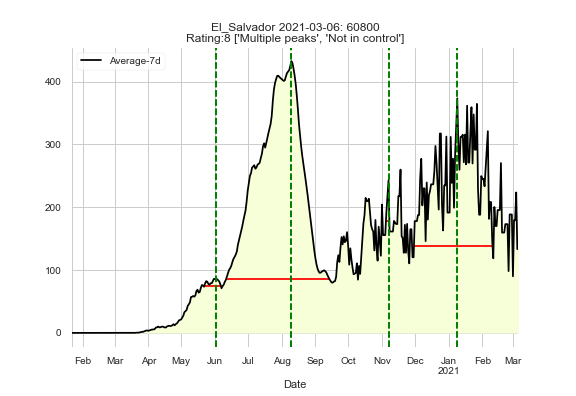 El_Salvador 2021-03-06: 60800
Rating:8 ['Multiple peaks', 'Not in control']
Average-7d
400
300
200
100
0
Feb Mar Apr May Jun Jul Aug Sep Oct Nov Dec Jan Feb Mar
2021
Date